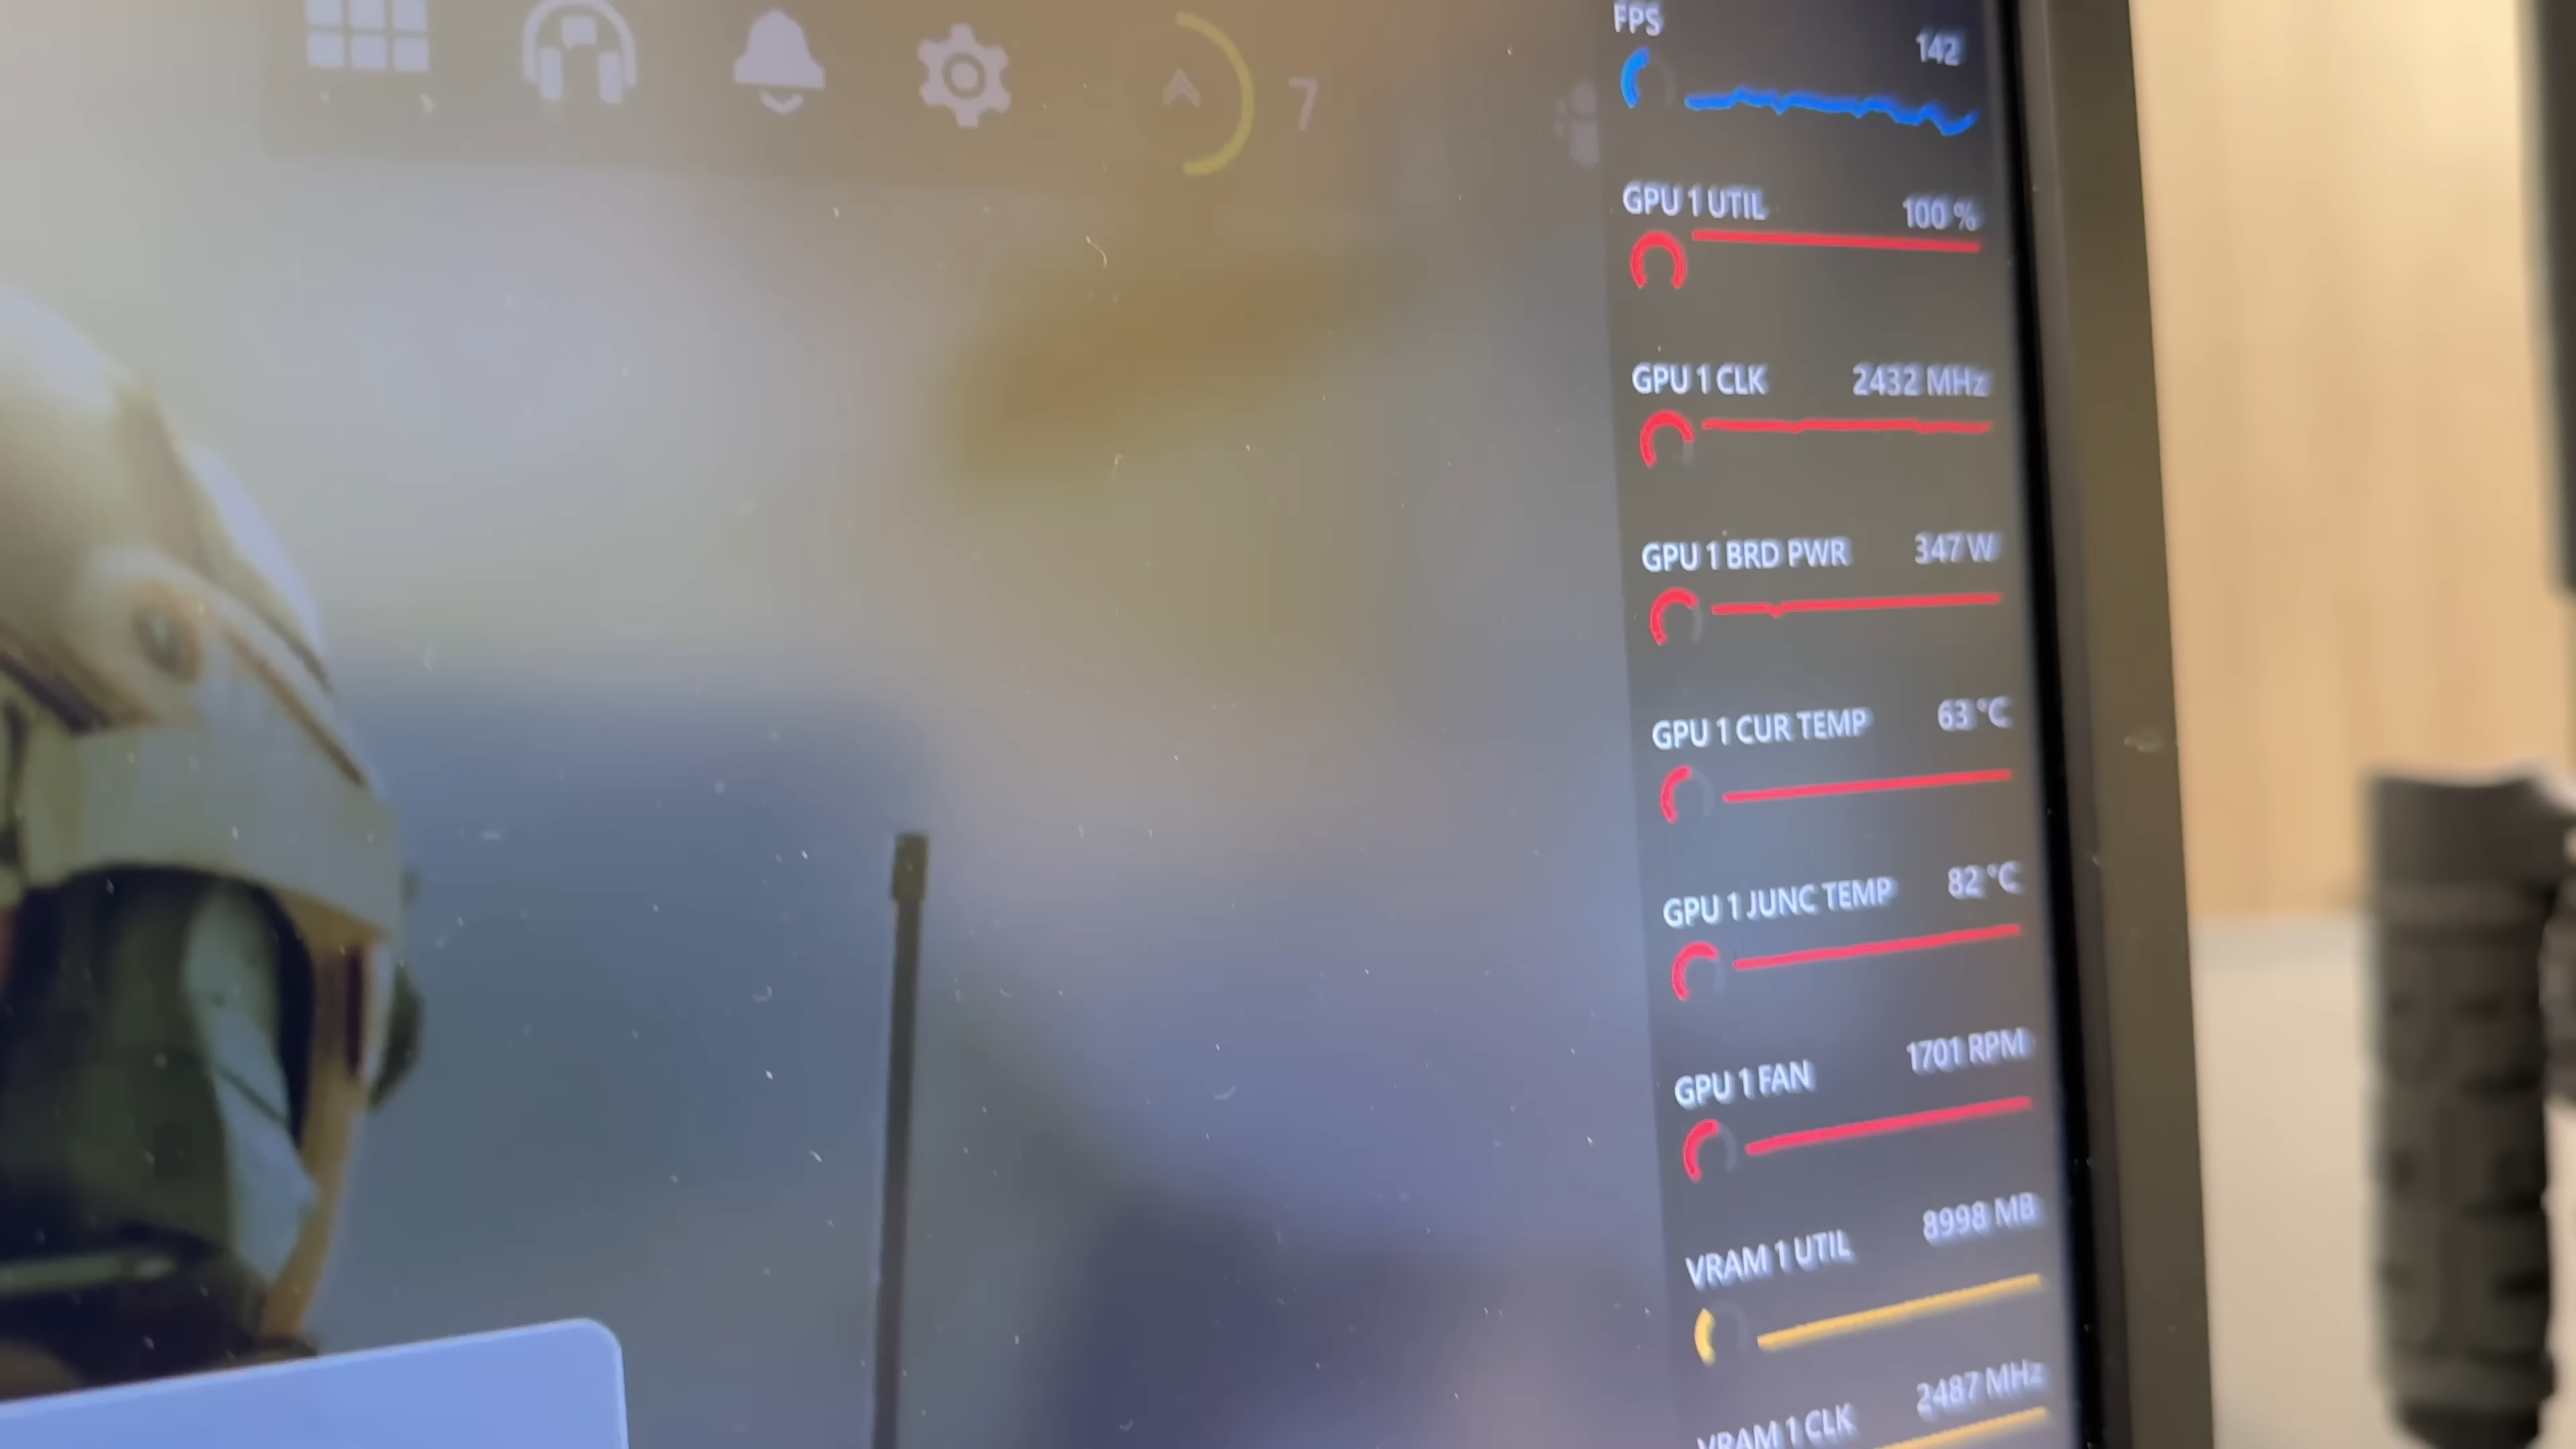 7
FPS 142
GPU 1 UTIL 100 %
GPU 1 CLK 2432 MHz
GPU 1 BRD PWR 347 W
GPU 1 CUR TEMP 63 °C
GPU 1 JUNC TEMP 82 °C
GPU 1 FAN 1701 RPM
VRAM 1 UTIL 8998 MB
VRAM 1 CLK 2487 MHz